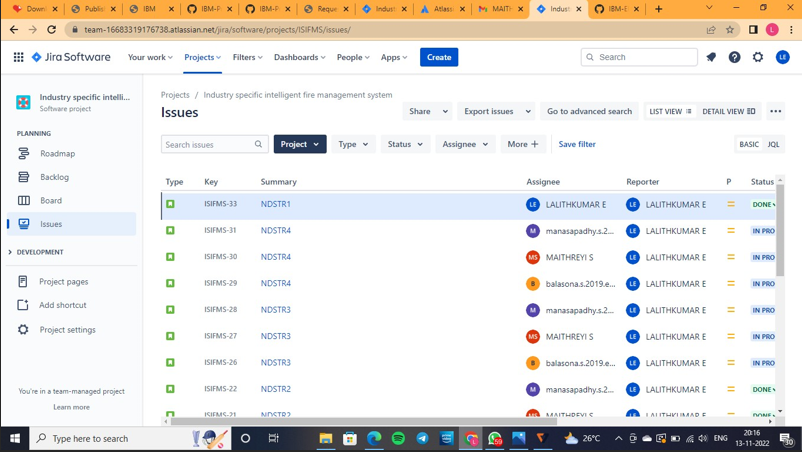 Downs
Publish
IBM
IBM-P
IBM-P
Reque
Indust
Atlass
MAITH
Indust
IBM-E
team-16683319176738.atlassian.net/jira/software/projects/ISIFMS/issues/
L
Jira Software
Your work
Projects
Filters
Dashboards
People
Apps
Create
Search
LE
Industry specific intelli...
Software project
PLANNING
Roadmap
Backlog
Board
Issues
DEVELOPMENT
Project pages
Add shortcut
Project settings
You're in a team-managed project
Learn more
Projects / Industry specific intelligent fire management system
Issues
Share
Export issues
Go to advanced search
LIST VIEW
DETAIL VIEW
Search issues
Project
Type
Status
Assignee
More +
Save filter
BASIC
JQL
Type Key Summary Assignee Reporter P Status
ISIFMS-33 NDSTR1 LE LALITHKUMAR E LE LALITHKUMAR E DONE
ISIFMS-31 NDSTR4 M manasapadhy.s.2... LE LALITHKUMAR E IN PRO
ISIFMS-30 NDSTR4 MS MAITHREYI S LE LALITHKUMAR E IN PRO
ISIFMS-29 NDSTR4 B balasona.s.2019.e... LE LALITHKUMAR E IN PRO
ISIFMS-28 NDSTR3 M manasapadhy.s.2... LE LALITHKUMAR E IN PRO
ISIFMS-27 NDSTR3 MS MAITHREYI S LE LALITHKUMAR E IN PRO
ISIFMS-26 NDSTR3 B balasona.s.2019.e... LE LALITHKUMAR E IN PRO
ISIFMS-22 NDSTR2 M manasapadhy.s.2... LE LALITHKUMAR E DONE
ISIFMS-21 NDSTR2 MS MAITHREYI S LE LALITHKUMAR E DONE
Type here to search
59
26°C
ENG
20:16
13-11-2022
30